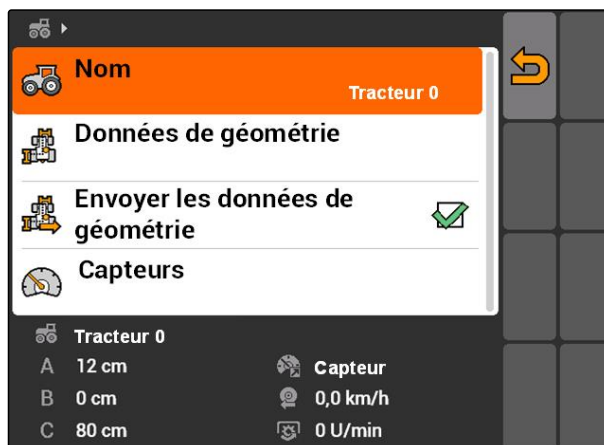 Nom
Tracteur 0
Données de géométrie
Envoyer les données de
géométrie
Capteurs
Tracteur 0
A 12 cm
Capteur
B 0 cm
0,0 km/h
C 80 cm
0 U/min